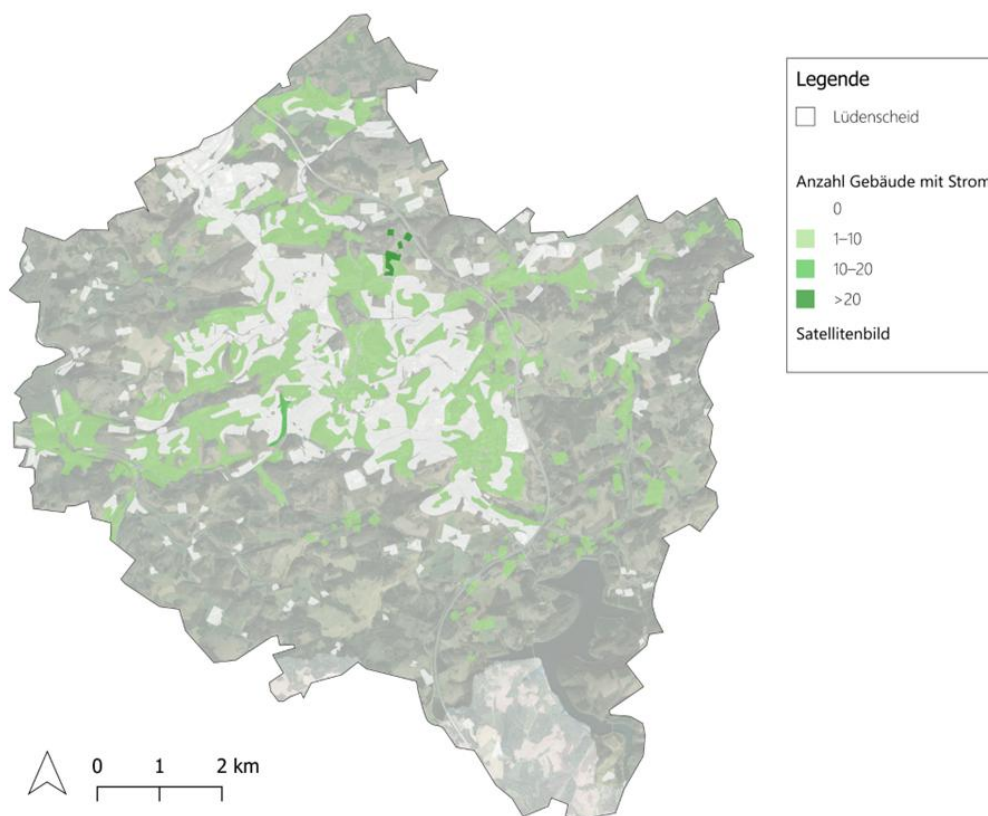 Legende
Lüdenscheid
Anzahl Gebäude mit Strom
0
1–10
10–20
>20
Satellitenbild
0 1 2 km